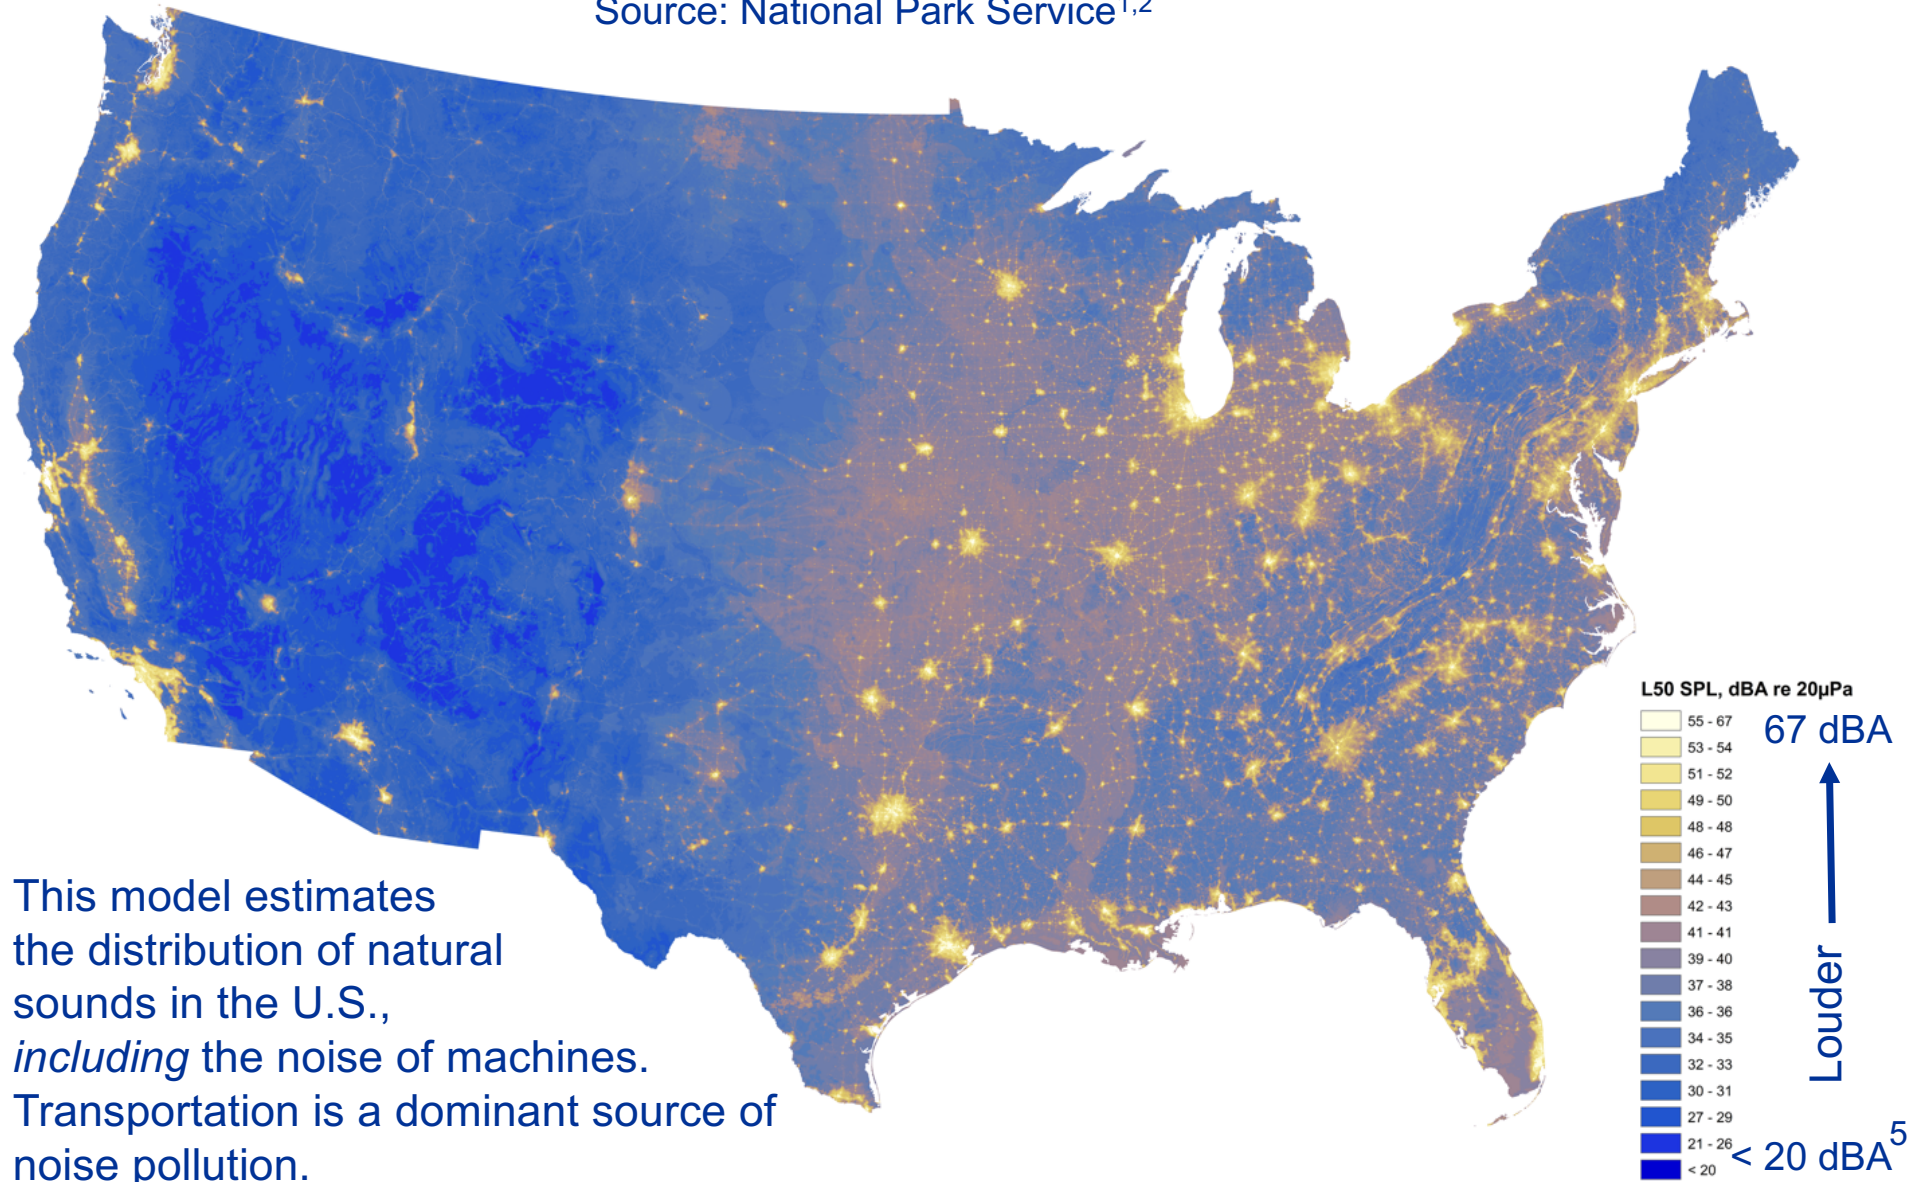 Source: National Park Service1,2
This model estimates
the distribution of natural
sounds in the U.S.,
including the noise of machines.
Transportation is a dominant source of
noise pollution.
L50 SPL, dBA re 20µPa
55 - 67
53 - 54
51 - 52
49 - 50
48 - 48
46 - 47
44 - 45
42 - 43
41 - 41
39 - 40
37 - 38
36 - 36
34 - 35
32 - 33
30 - 31
27 - 29
21 - 26
< 20
67 dBA
Louder
< 20 dBA
5